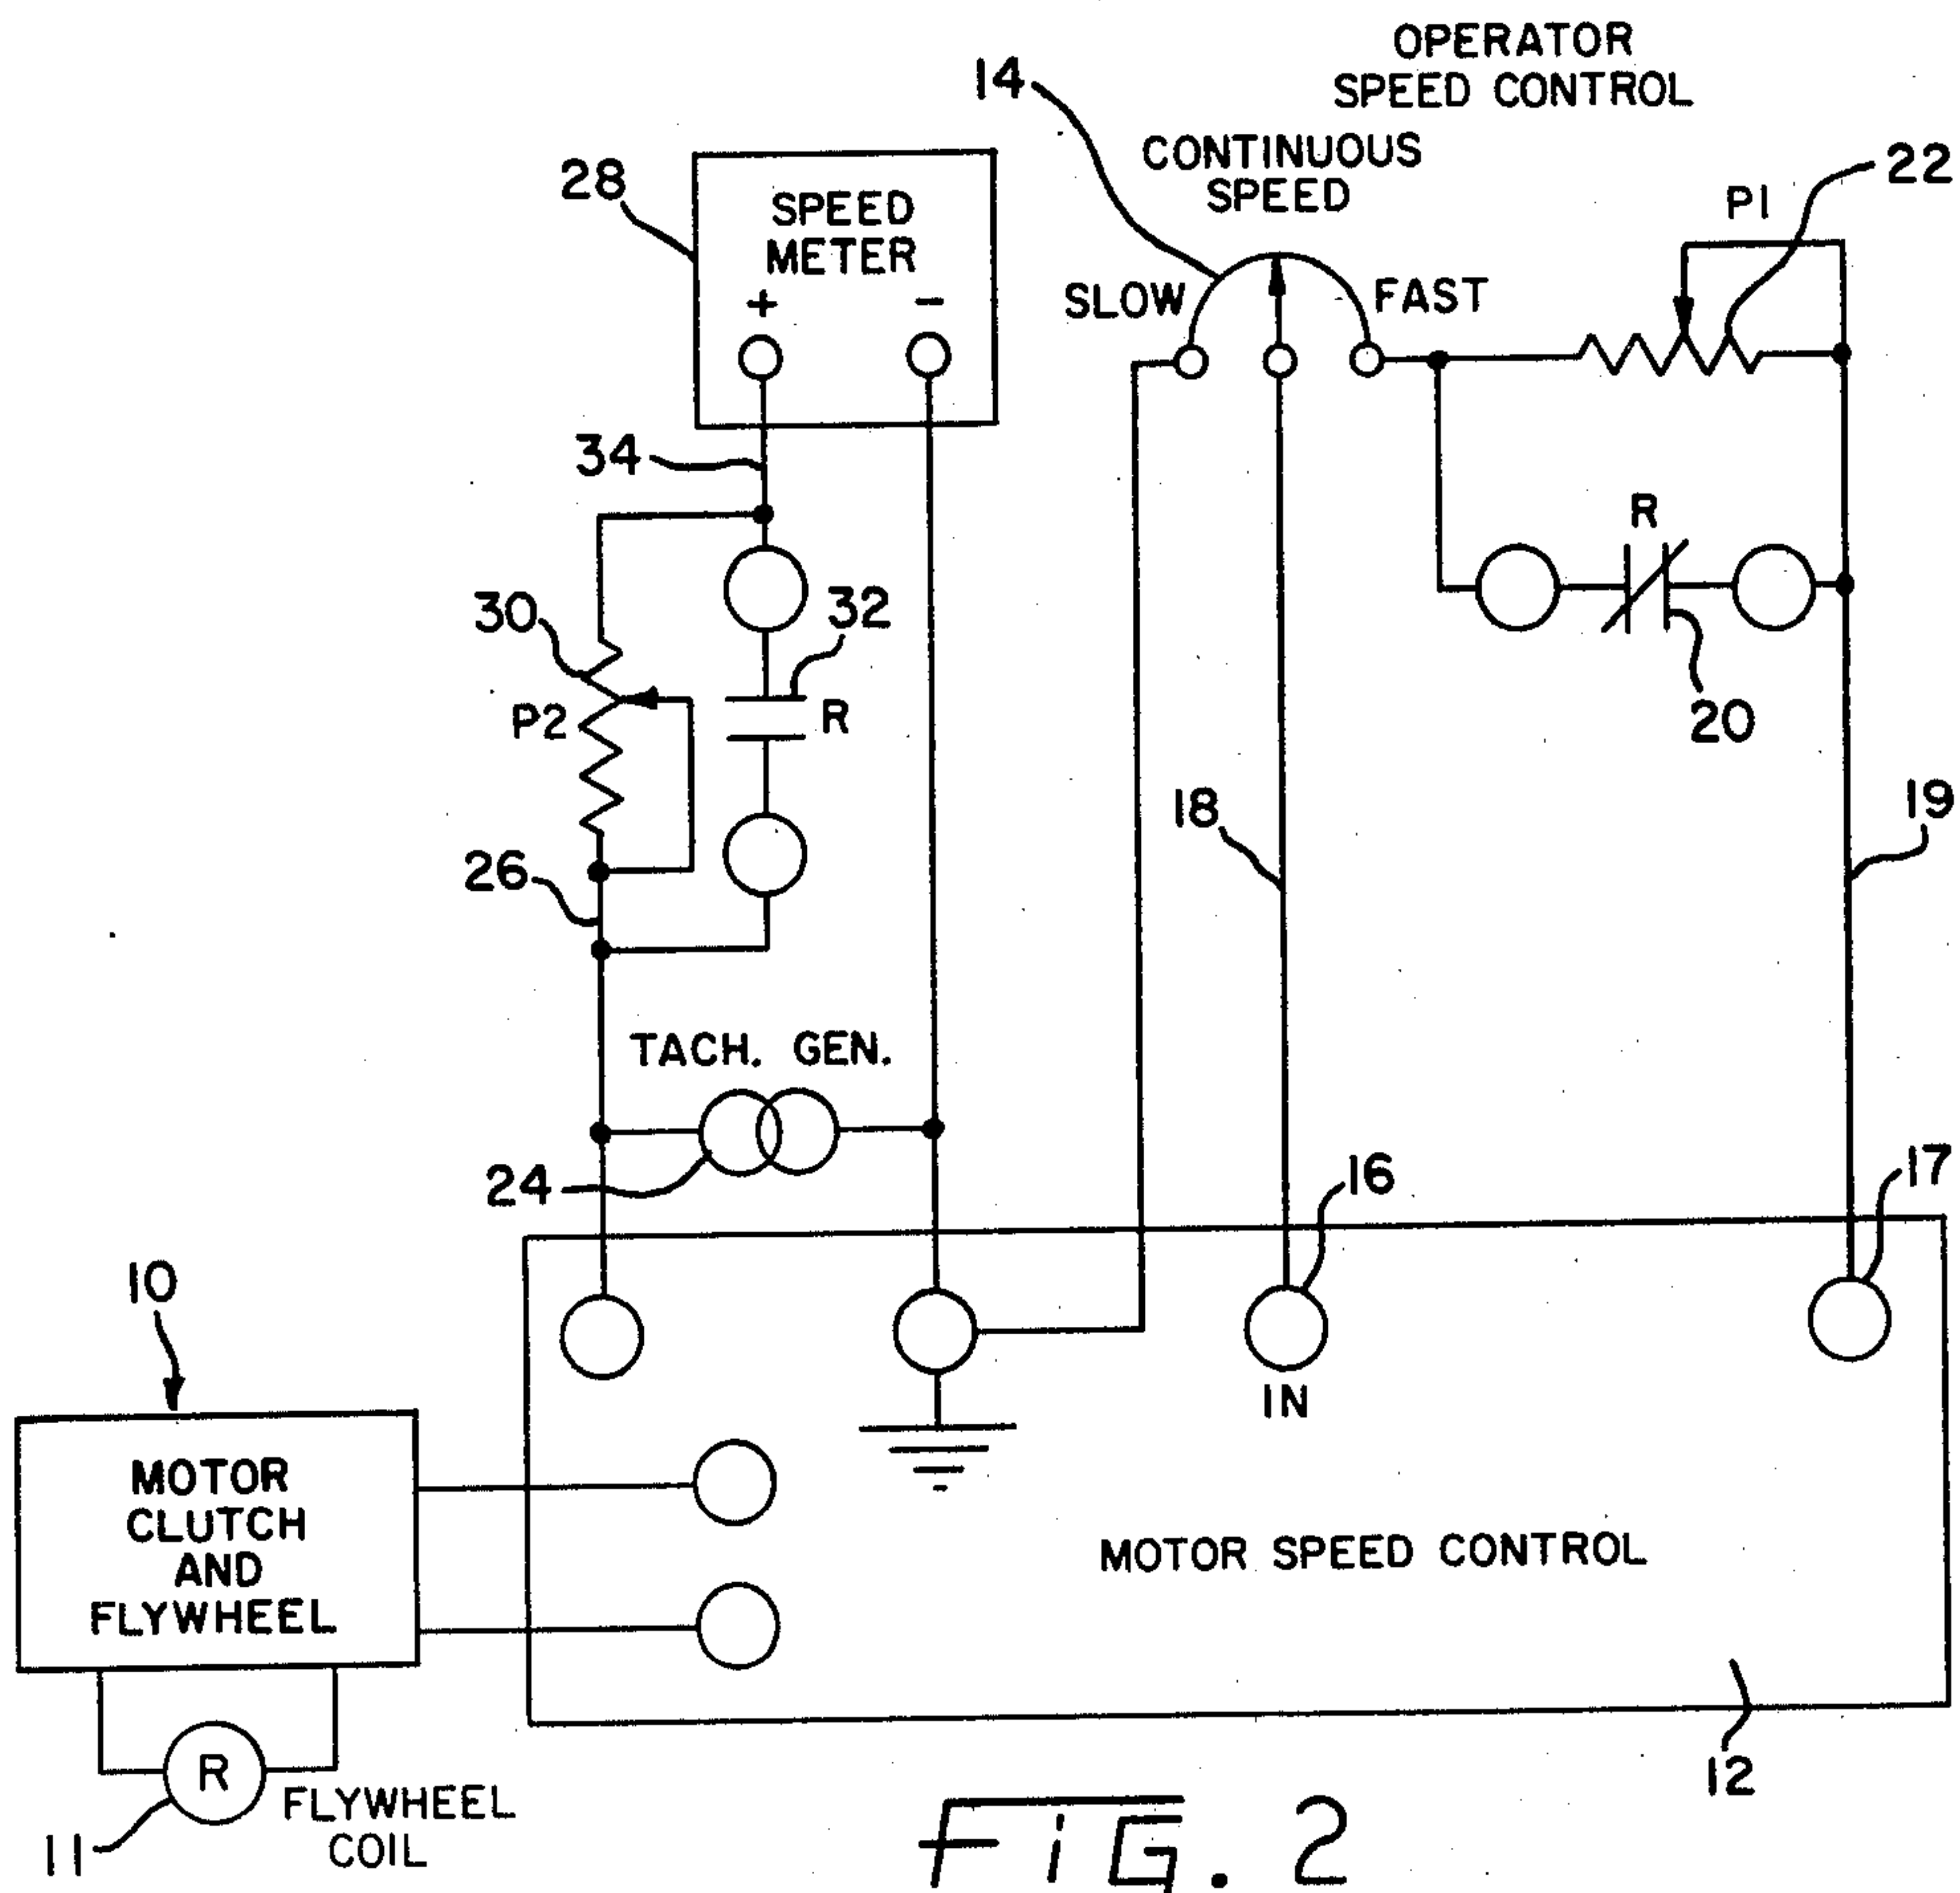 OPERATOR
SPEED CONTROL
14
CONTINUOUS
SPEED
28
SPEED
METER
+ −
22
P1
SLOW
FAST
34
R
30
32
P2
R
20
18
19
26
TACH. GEN.
24
16
17
10
IN
MOTOR
CLUTCH
AND
FLYWHEEL
MOTOR SPEED CONTROL
R
FLYWHEEL
COIL
11
12
FIG. 2